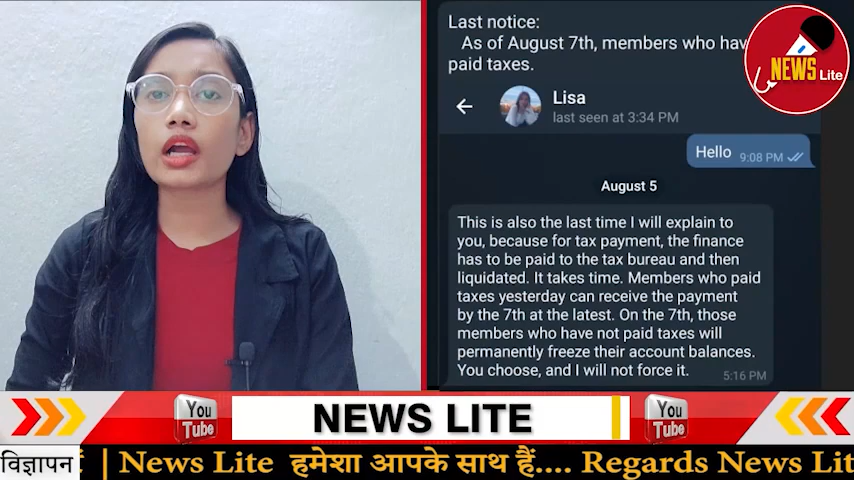 Last notice:
As of August 7th, members who hav
paid taxes.
NEWS Lite
Lisa
last seen at 3:34 PM
Hello 9:08 PM
August 5
This is also the last time I will explain to
you, because for tax payment, the finance
has to be paid to the tax bureau and then
liquidated. It takes time. Members who paid
taxes yesterday can receive the payment
by the 7th at the latest. On the 7th, those
members who have not paid taxes will
permanently freeze their account balances.
You choose, and I will not force it. 5:16 PM
You
Tube
NEWS LITE
You
Tube
विज्ञापन | News Lite हमेशा आपके साथ हैं.... Regards News Lit